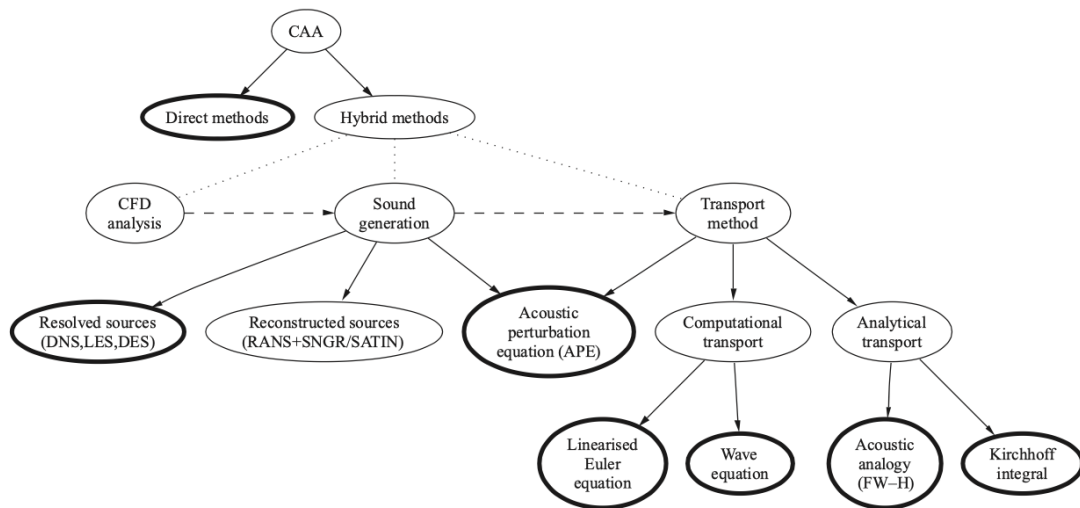 CAA
Direct methods
Hybrid methods
CFD
analysis
Sound
generation
Transport
method
Resolved sources
(DNS,LES,DES)
Reconstructed sources
(RANS+SNGR/SATIN)
Acoustic
perturbation
equation (APE)
Computational
transport
Analytical
transport
Linearised
Euler
equation
Wave
equation
Acoustic
analogy
(FW–H)
Kirchhoff
integral